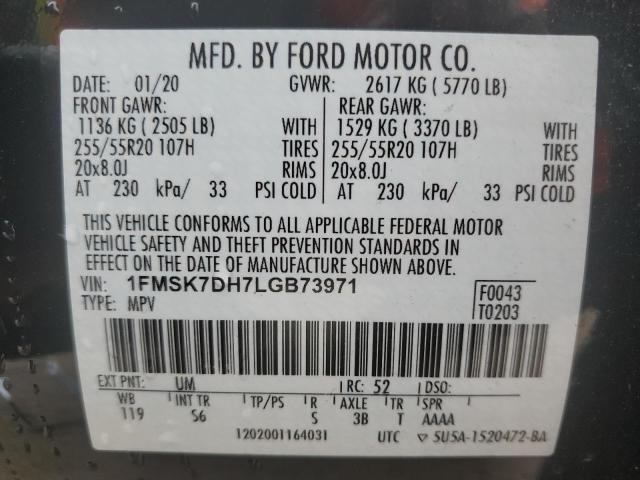 MFD. BY FORD MOTOR CO.
DATE: 01/20 GVWR: 2617 KG ( 5770 LB)
FRONT GAWR: REAR GAWR:
1136 KG ( 2505 LB) WITH 1529 KG ( 3370 LB) WITH
255/55R20 107H TIRES 255/55R20 107H TIRES
20x8.0J RIMS 20x8.0J RIMS
AT 230 kPa/ 33 PSI COLD AT 230 kPa/ 33 PSI COLD
THIS VEHICLE CONFORMS TO ALL APPLICABLE FEDERAL MOTOR
VEHICLE SAFETY AND THEFT PREVENTION STANDARDS IN
EFFECT ON THE DATE OF MANUFACTURE SHOWN ABOVE.
VIN: 1FMSK7DH7LGB73971
TYPE: MPV
F0043
T0203
EXT PNT: UM RC: 52 DSO:
WB INT TR TP/PS R AXLE TR SPR
119 S6 S 3B T AAAA
1202001164031 UTC ▽ 5U5A-1520472-BA